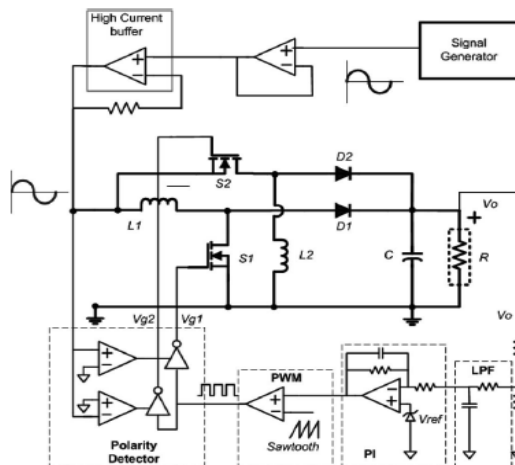 High Current
buffer
Signal
Generator
S2
D2
Vo
L1
D1
+
S1
L2
C
R
Vo
Vg2
Vg1
PWM
LPF
Vref
Sawtooth
PI
Polarity
Detector